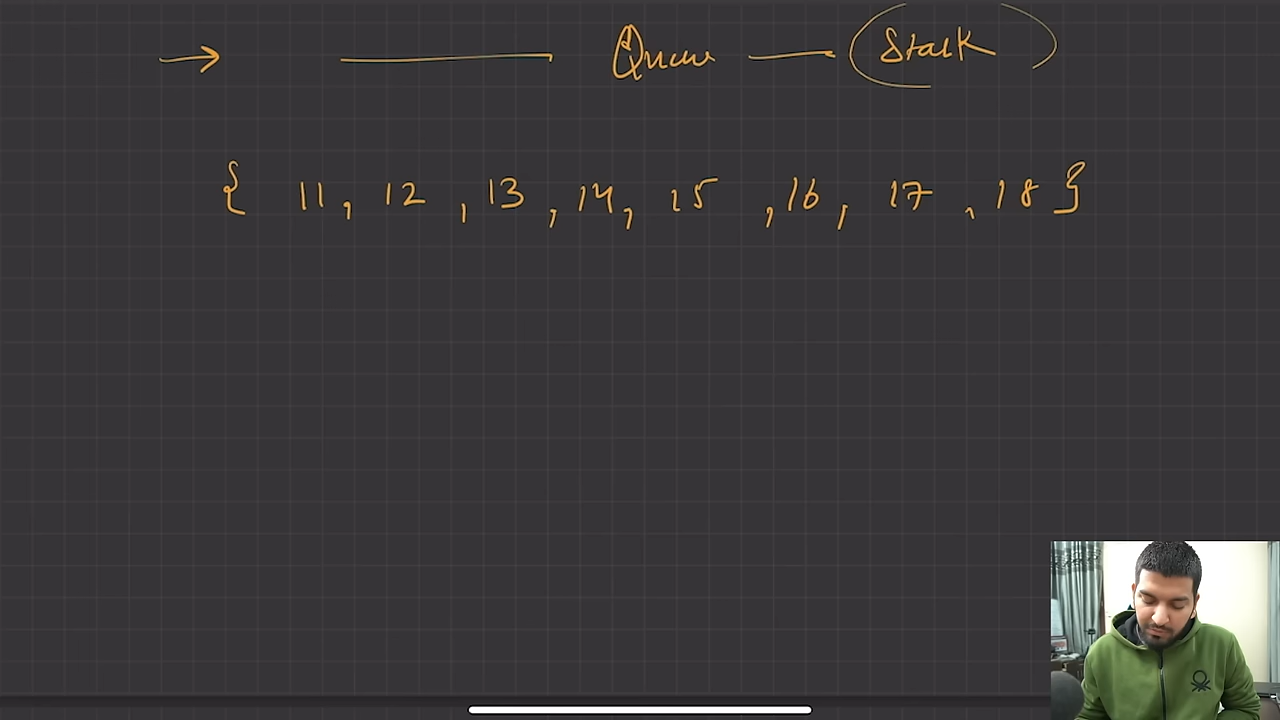 → —— Queue — (Stack)
{ 11, 12, 13, 14, 15, 16, 17, 18 }